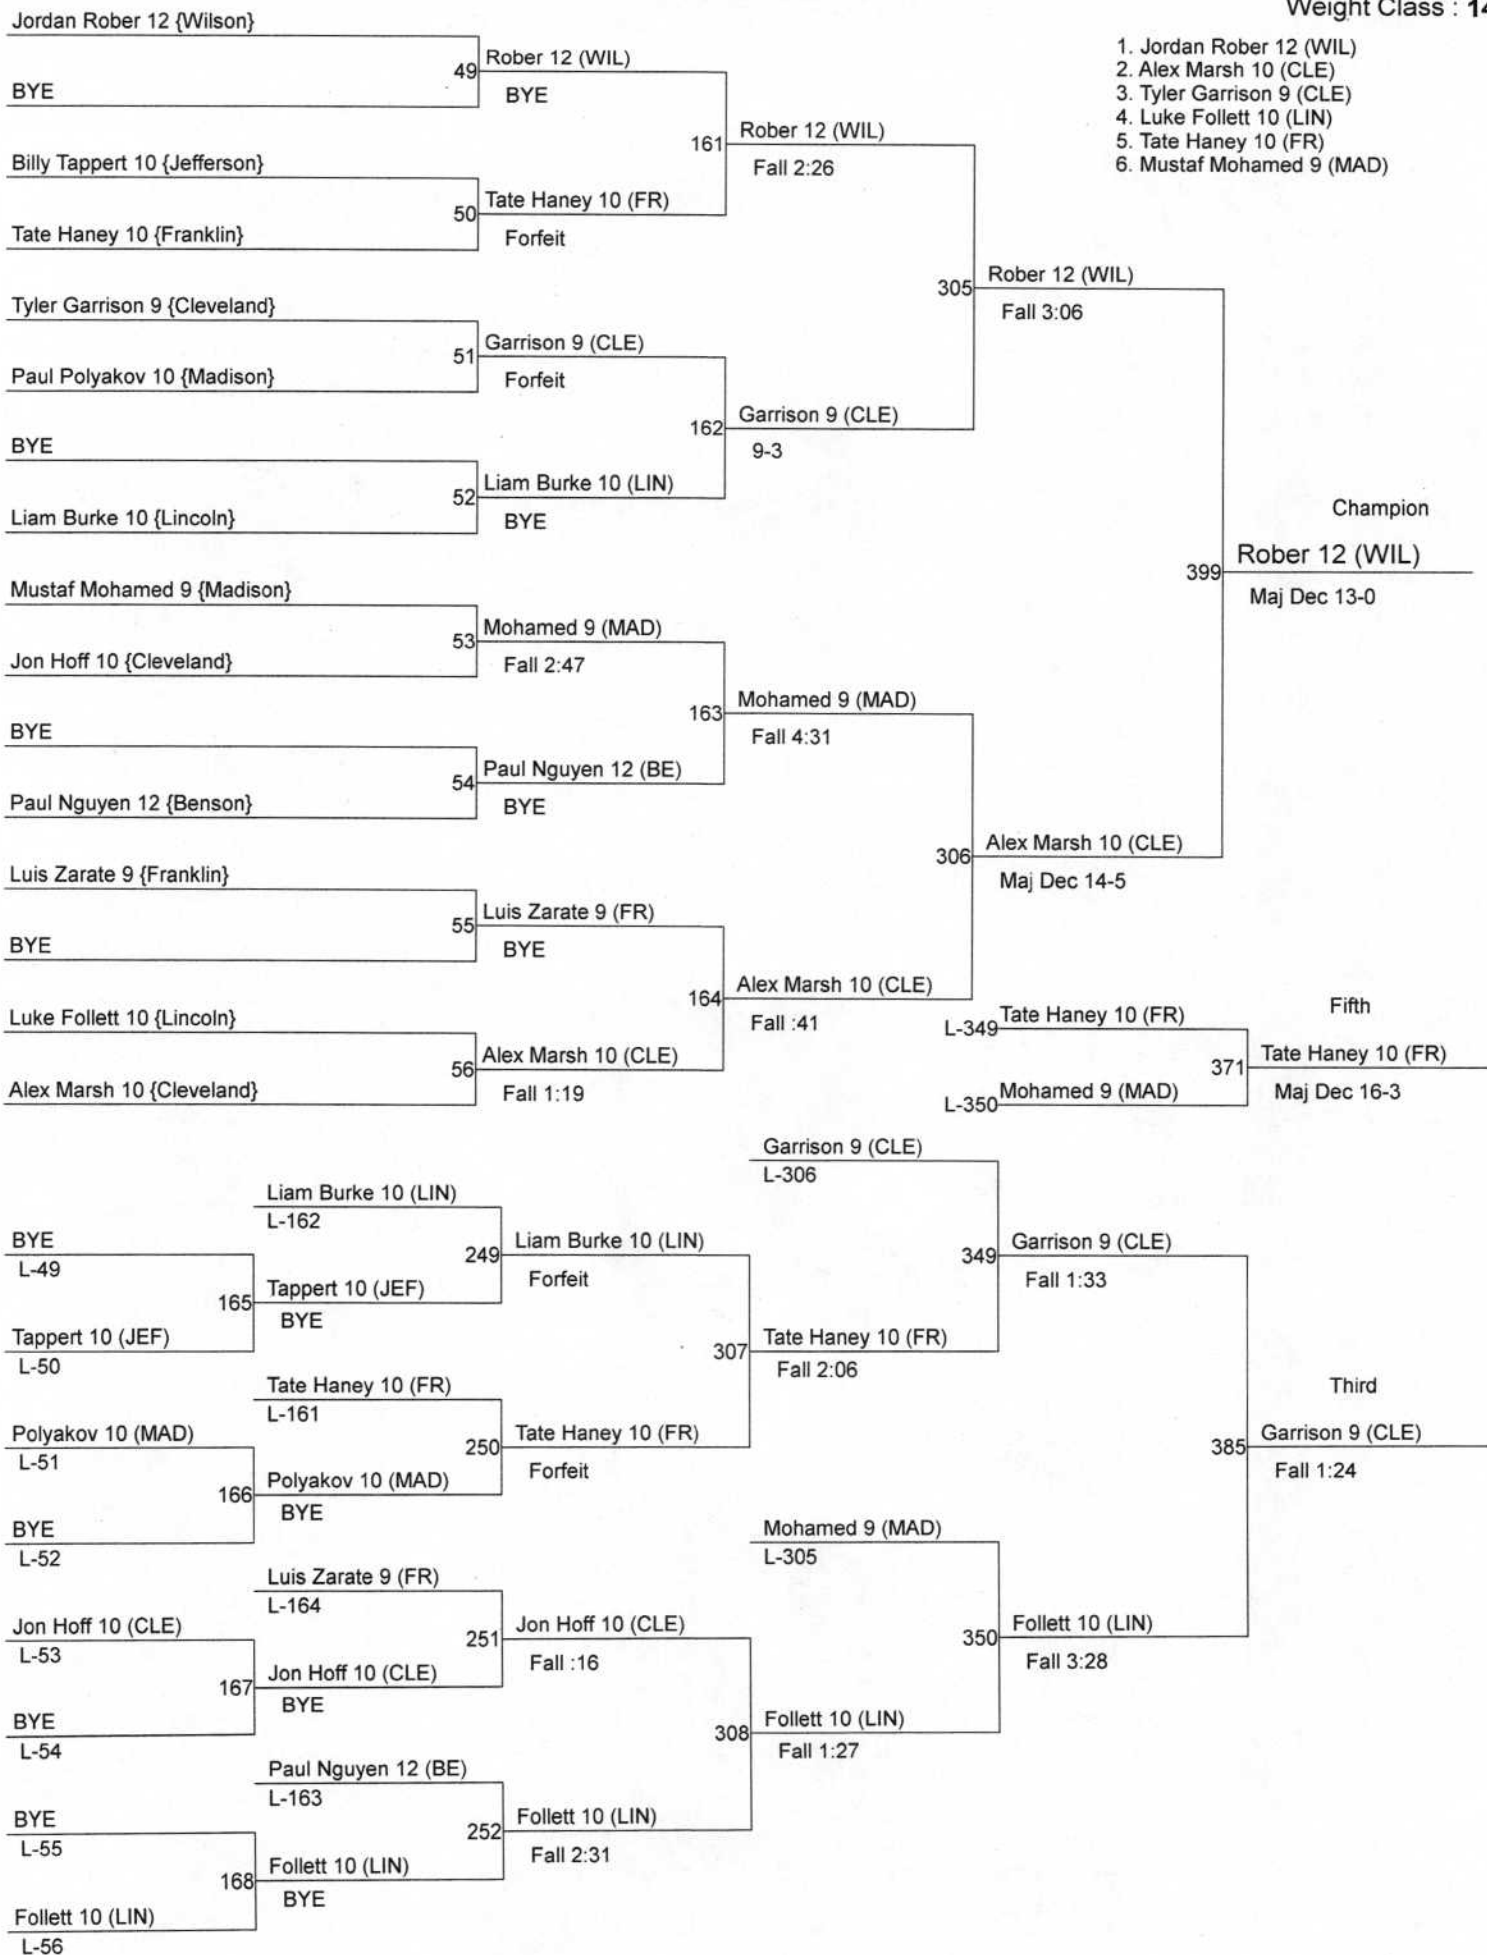 Weight Class : 14
1. Jordan Rober 12 (WIL)
2. Alex Marsh 10 (CLE)
3. Tyler Garrison 9 (CLE)
4. Luke Follett 10 (LIN)
5. Tate Haney 10 (FR)
6. Mustaf Mohamed 9 (MAD)
Jordan Rober 12 {Wilson}
49 Rober 12 (WIL)
BYE
BYE
161 Rober 12 (WIL)
Fall 2:26
Billy Tappert 10 {Jefferson}
50 Tate Haney 10 (FR)
Forfeit
Tate Haney 10 {Franklin}
305 Rober 12 (WIL)
Fall 3:06
Tyler Garrison 9 {Cleveland}
51 Garrison 9 (CLE)
Forfeit
Paul Polyakov 10 {Madison}
162 Garrison 9 (CLE)
9-3
BYE
52 Liam Burke 10 (LIN)
BYE
Liam Burke 10 {Lincoln}
Champion
399 Rober 12 (WIL)
Maj Dec 13-0
Mustaf Mohamed 9 {Madison}
53 Mohamed 9 (MAD)
Fall 2:47
Jon Hoff 10 {Cleveland}
163 Mohamed 9 (MAD)
Fall 4:31
BYE
54 Paul Nguyen 12 (BE)
BYE
Paul Nguyen 12 {Benson}
306 Alex Marsh 10 (CLE)
Maj Dec 14-5
Luis Zarate 9 {Franklin}
55 Luis Zarate 9 (FR)
BYE
BYE
164 Alex Marsh 10 (CLE)
Fall :41
Luke Follett 10 {Lincoln}
56 Alex Marsh 10 (CLE)
Fall 1:19
Alex Marsh 10 {Cleveland}
Fifth
L-349 Tate Haney 10 (FR)
371 Tate Haney 10 (FR)
Maj Dec 16-3
L-350 Mohamed 9 (MAD)
Garrison 9 (CLE)
L-306
Liam Burke 10 (LIN)
L-162
BYE
L-49
249 Liam Burke 10 (LIN)
Forfeit
349 Garrison 9 (CLE)
Fall 1:33
165 Tappert 10 (JEF)
BYE
Tappert 10 (JEF)
L-50
307 Tate Haney 10 (FR)
Fall 2:06
Tate Haney 10 (FR)
L-161
Third
Polyakov 10 (MAD)
L-51
250 Tate Haney 10 (FR)
Forfeit
385 Garrison 9 (CLE)
Fall 1:24
166 Polyakov 10 (MAD)
BYE
BYE
L-52
Mohamed 9 (MAD)
L-305
Luis Zarate 9 (FR)
L-164
Jon Hoff 10 (CLE)
L-53
251 Jon Hoff 10 (CLE)
Fall :16
350 Follett 10 (LIN)
Fall 3:28
167 Jon Hoff 10 (CLE)
BYE
BYE
L-54
308 Follett 10 (LIN)
Fall 1:27
Paul Nguyen 12 (BE)
L-163
BYE
L-55
252 Follett 10 (LIN)
Fall 2:31
168 Follett 10 (LIN)
BYE
Follett 10 (LIN)
L-56